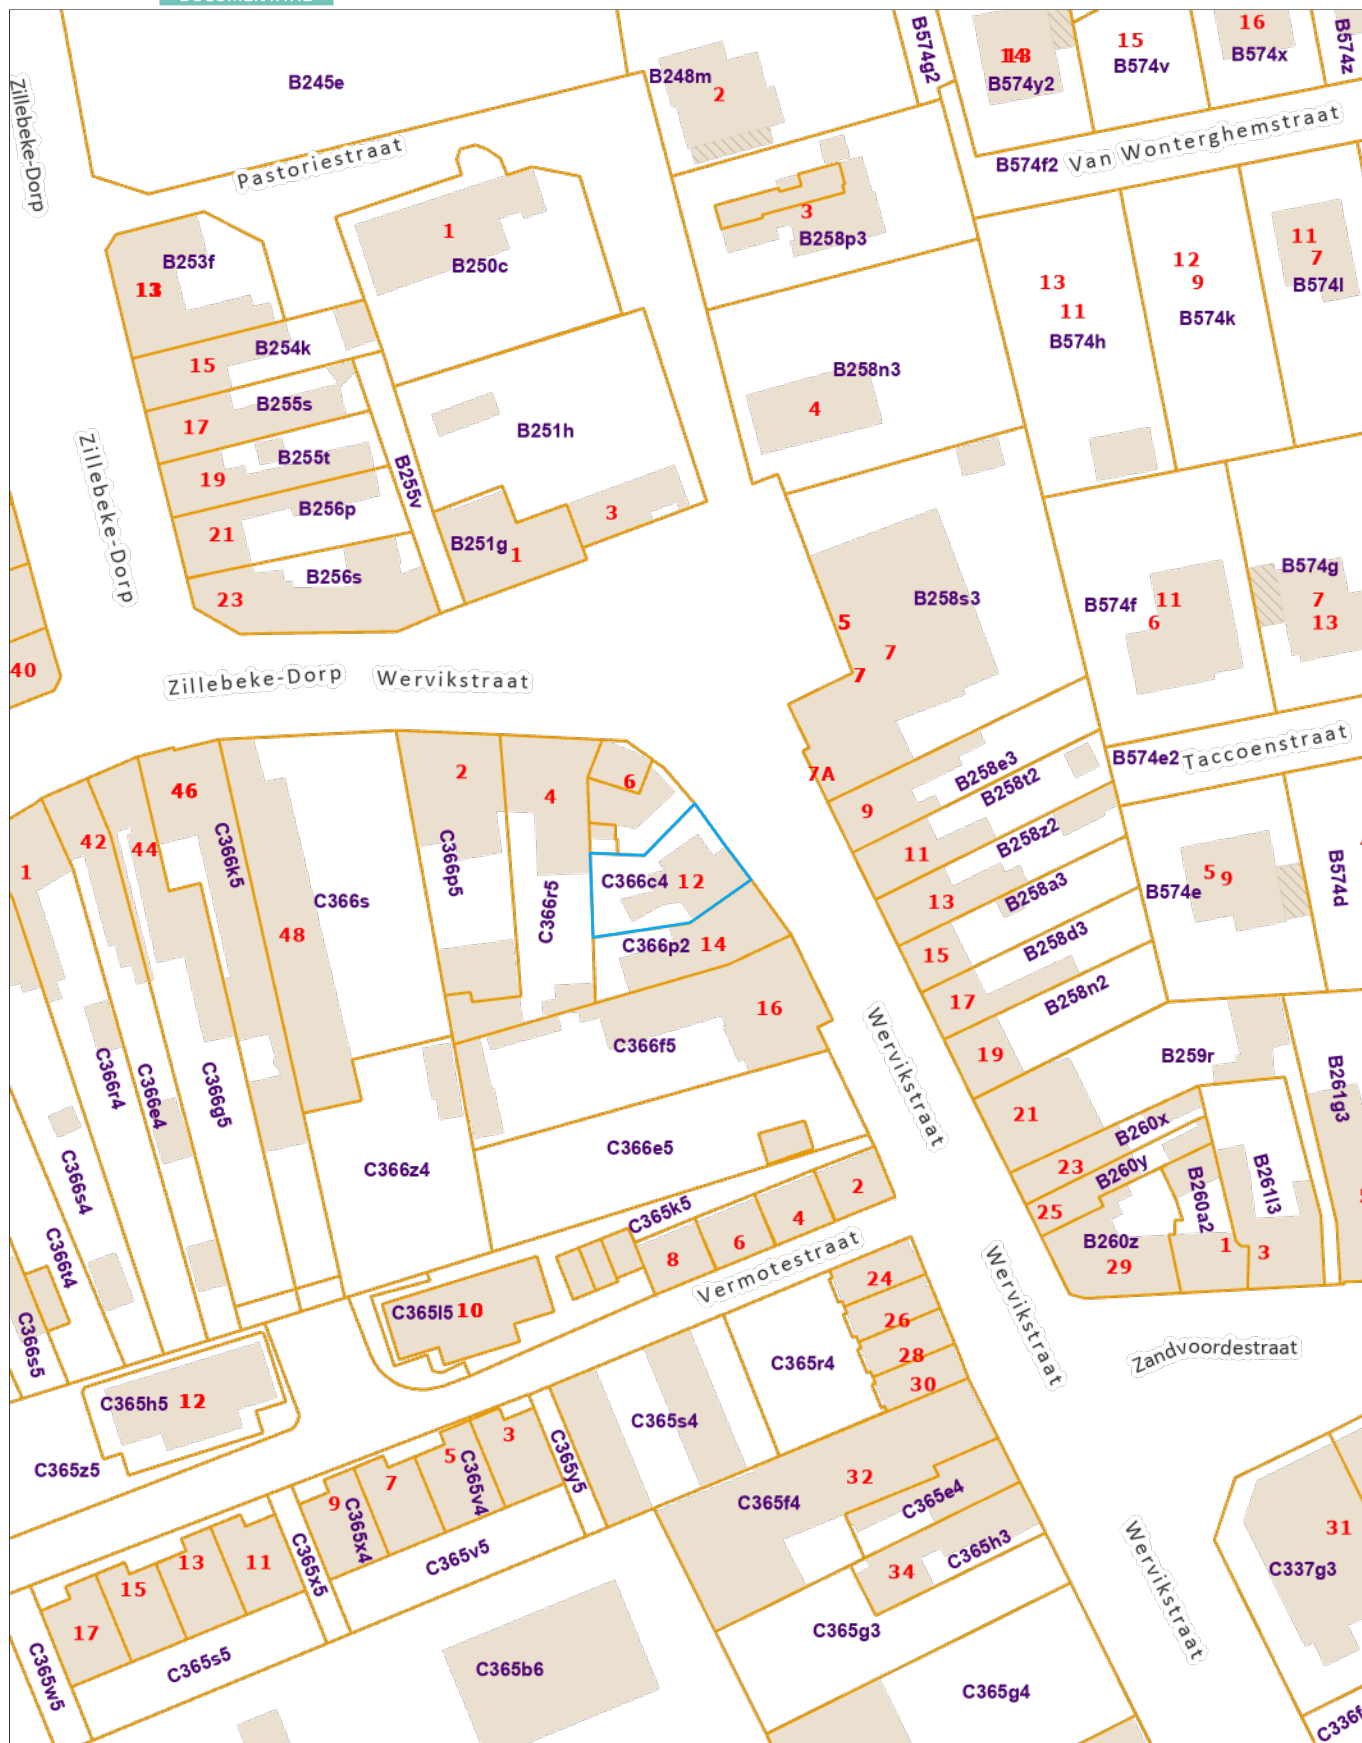 B245e
B248m
2
B574g2
14
13
B574y2
15
B574v
16
B574x
B574z
Zillebeke-Dorp
Pastoriestraat
B574f2
Van Wonterghemstraat
B253f
13
1
B250c
3
B258p3
11
7
B574l
12
9
B574k
13
11
B574h
B254k
15
B255s
17
B255t
19
B256p
21
B256s
23
B255v
B251h
B251g
1
3
B258n3
4
Zillebeke-Dorp
B258s3
5
7
7
7A
B574f
11
6
B574g
7
13
40
Zillebeke-Dorp
Wervikstraat
B574e2
Taccoenstraat
B258e3
9
B258t2
11
B258z2
13
B258a3
15
B258d3
17
B258n2
19
B574e
5
9
B574d
1
42
44
46
C366k5
C366s
48
2
C366p5
4
C366r5
6
C366c4
12
C366p2
14
16
C366f5
Wervikstraat
B259r
B261g3
21
B260x
23
B260y
25
B260a2
B261l3
B260z
29
1
3
C366r4
C366e4
C366g5
C366s4
C366t4
C366s5
C366z4
C366e5
C365k5
2
4
6
8
Vermotestraat
C365l5
10
24
26
28
30
C365r4
Wervikstraat
Zandvoordestraat
C365h5
12
C365z5
C365s4
C365y5
3
5
C365v4
7
9
C365x4
32
C365f4
C365e4
C365h3
34
C365v5
11
C365x5
13
15
17
C365s5
C365w5
C365b6
C365g3
C365g4
Wervikstraat
31
C337g3